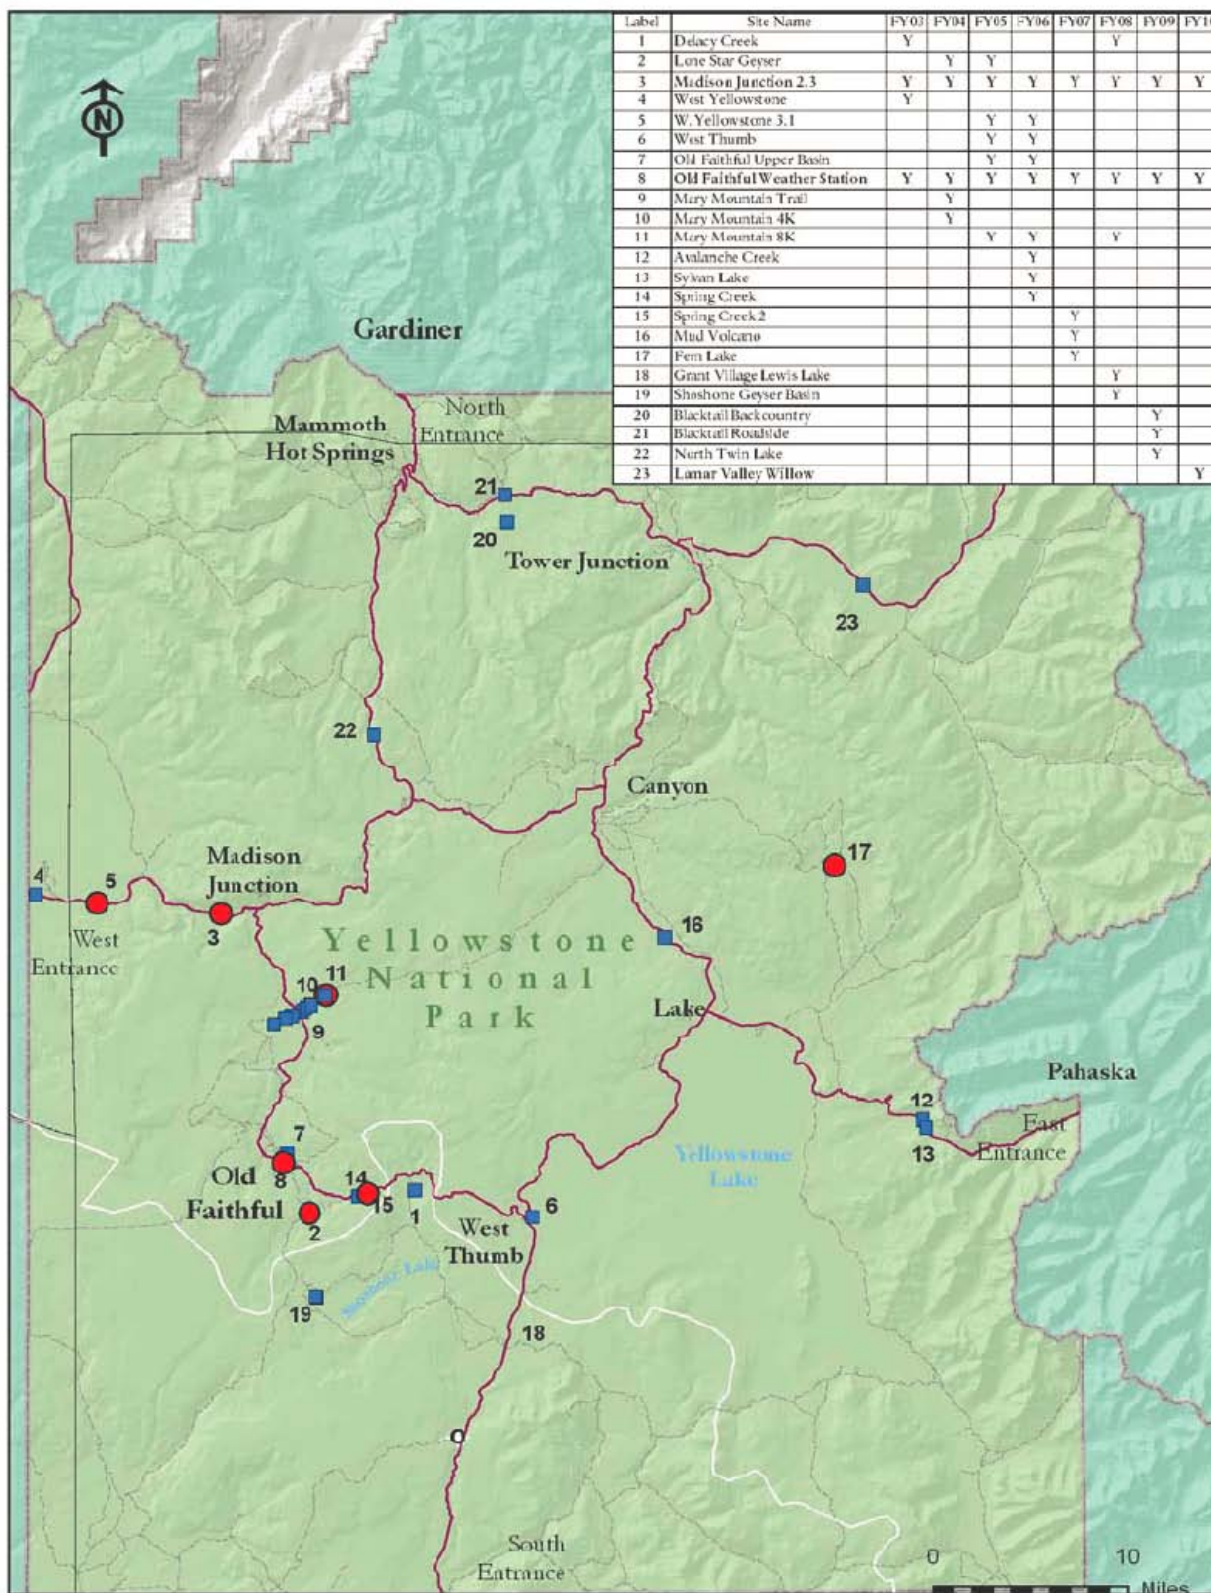 Label Site Name FY03 FY04 FY05 FY06 FY07 FY08 FY09 FY10
1 Delacy Creek Y Y
2 Lone Star Geyser Y Y
3 Madison Junction 2.3 Y Y Y Y Y Y Y Y
4 West Yellowstone Y
5 W. Yellowstone 3.1 Y Y
6 West Thumb Y Y
7 Old Faithful Upper Basin Y Y
8 Old Faithful Weather Station Y Y Y Y Y Y Y Y
9 Mary Mountain Trail Y
10 Mary Mountain 4K Y
11 Mary Mountain 8K Y Y Y
12 Avalanche Creek Y
13 Sylvan Lake Y
14 Spring Creek Y
15 Spring Creek 2 Y
16 Mud Volcano Y
17 Fern Lake Y
18 Grant Village Lewis Lake Y
19 Shoshone Geyser Basin Y
20 Blacktail Backcountry Y
21 Blacktail Roadside Y
22 North Twin Lake Y
23 Lamar Valley Willow Y
N
Gardiner
North
Entrance
Mammoth
Hot Springs
21
20
Tower Junction
23
22
Canyon
Madison
Junction
17
4
5
3
16
West
Entrance
Yellowstone
National
Park
10
11
9
Lake
Pahaska
12
East
Entrance
13
7
8
Old
Faithful
14
15
2
1
6
West
Thumb
Yellowstone
Lake
Shoshone Lake
19
18
South
Entrance
0 10
Miles